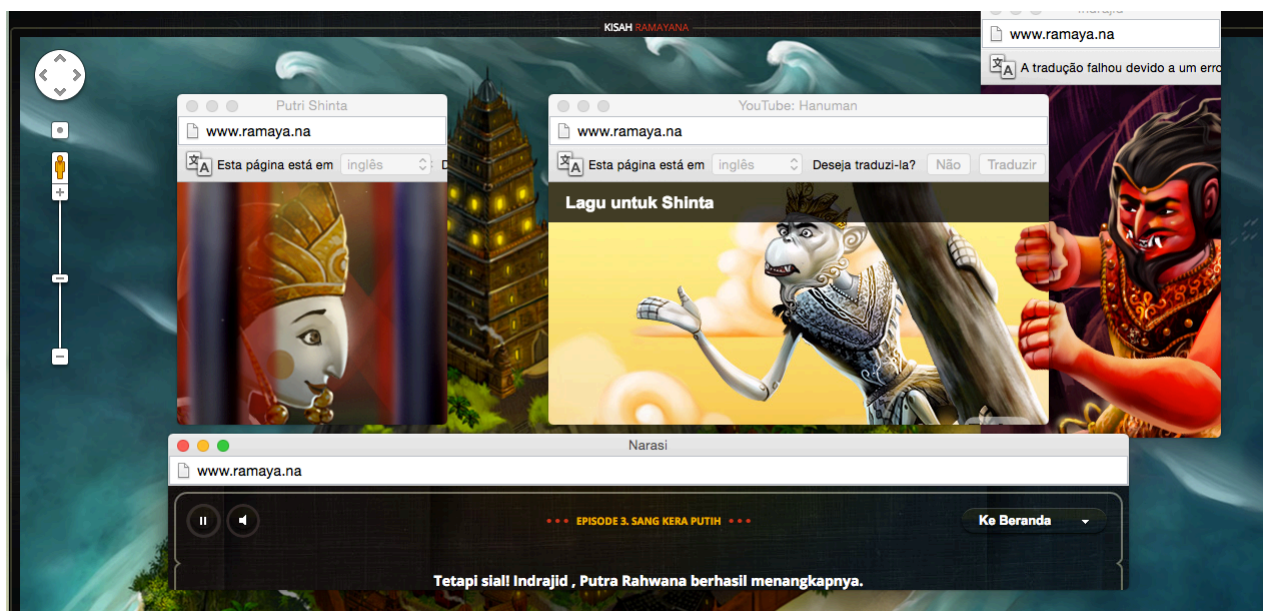 KISAH RAMAYANA
Indrajid
www.ramaya.na
A tradução falhou devido a um erro
Putri Shinta
www.ramaya.na
Esta página está em inglês
YouTube: Hanuman
www.ramaya.na
Esta página está em inglês Deseja traduzi-la? Não Traduzir
Lagu untuk Shinta
Narasi
www.ramaya.na
EPISODE 3. SANG KERA PUTIH
Ke Beranda
Tetapi sial! Indrajid , Putra Rahwana berhasil menangkapnya.